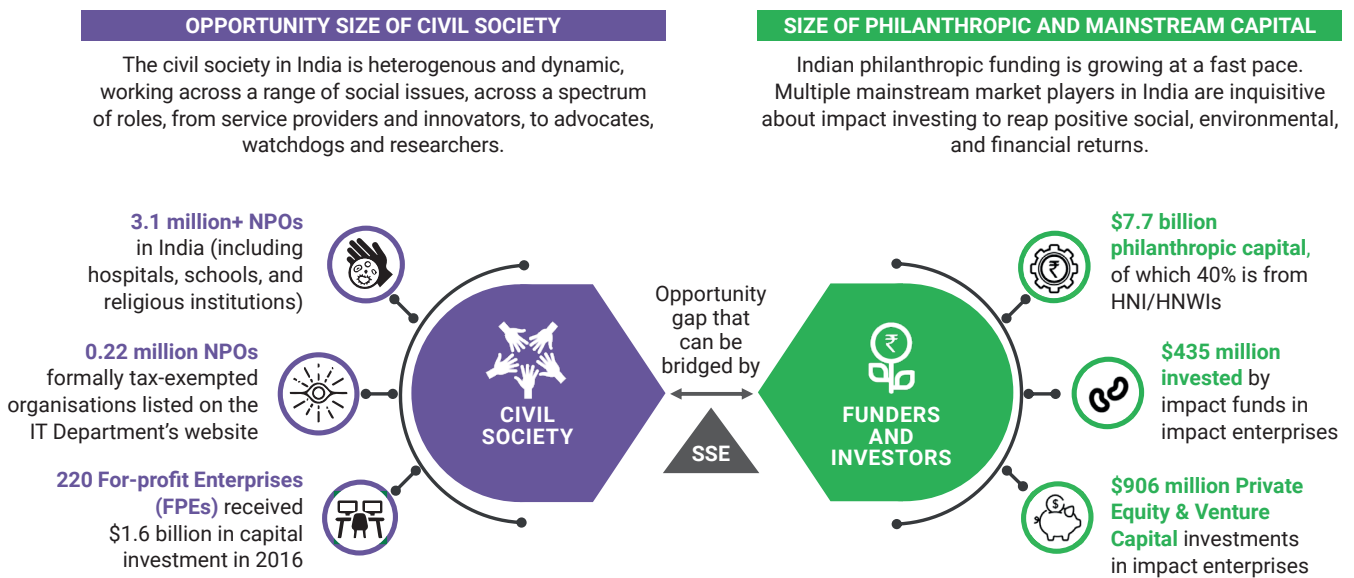 OPPORTUNITY SIZE OF CIVIL SOCIETY
The civil society in India is heterogenous and dynamic,
working across a range of social issues, across a spectrum
of roles, from service providers and innovators, to advocates,
watchdogs and researchers.
SIZE OF PHILANTHROPIC AND MAINSTREAM CAPITAL
Indian philanthropic funding is growing at a fast pace.
Multiple mainstream market players in India are inquisitive
about impact investing to reap positive social, environmental,
and financial returns.
3.1 million+ NPOs
in India (including
hospitals, schools, and
religious institutions)
0.22 million NPOs
formally tax-exempted
organisations listed on the
IT Department's website
220 For-profit Enterprises
(FPEs) received
$1.6 billion in capital
investment in 2016
CIVIL
SOCIETY
Opportunity
gap that
can be
bridged by
SSE
₹
FUNDERS
AND
INVESTORS
₹
$7.7 billion
philanthropic capital,
of which 40% is from
HNI/HNWIs
$435 million
invested by
impact funds in
impact enterprises
$
$906 million Private
Equity & Venture
Capital investments
in impact enterprises